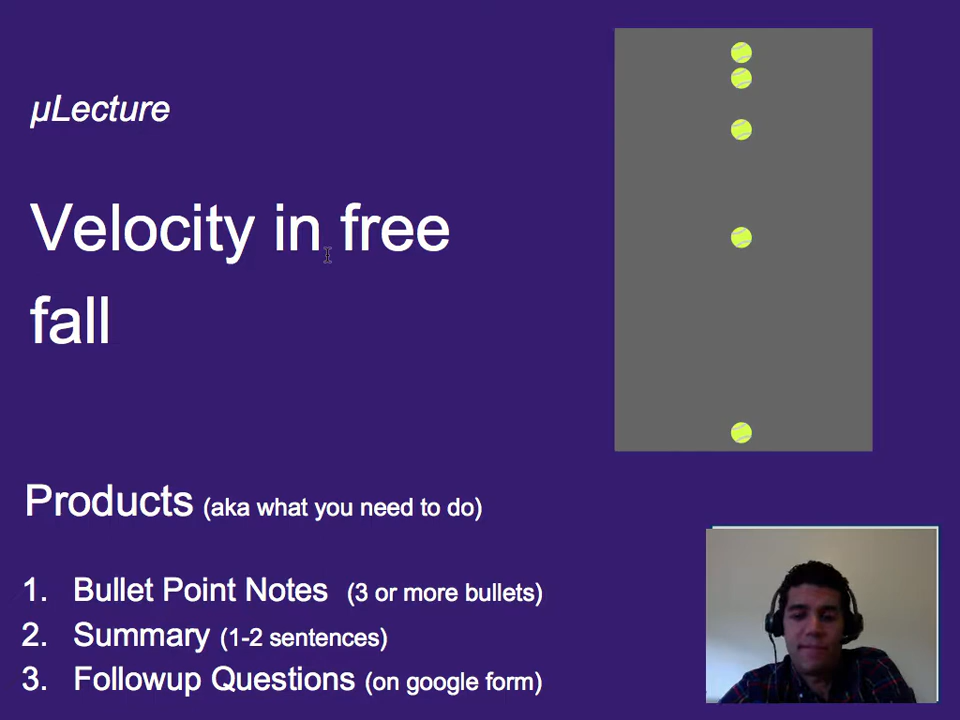 µLecture
Velocity in free
fall
Products (aka what you need to do)
1. Bullet Point Notes (3 or more bullets)
2. Summary (1-2 sentences)
3. Followup Questions (on google form)